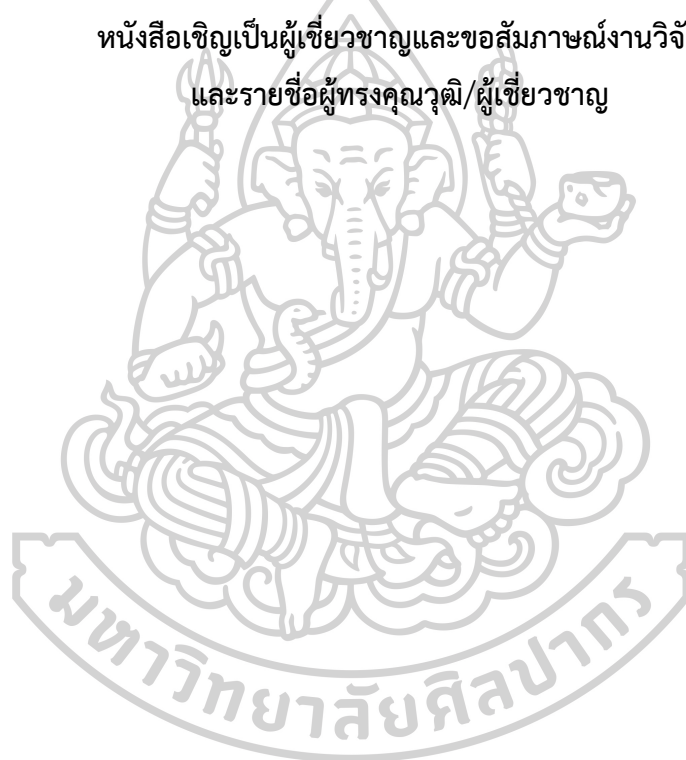 หนังสือเชิญเป็นผู้เชี่ยวชาญและขอสัมภาษณ์งานวิจั
และรายชื่อผู้ทรงคุณวุฒิ/ผู้เชี่ยวชาญ
มหาวิทยาลัยศิลปากร